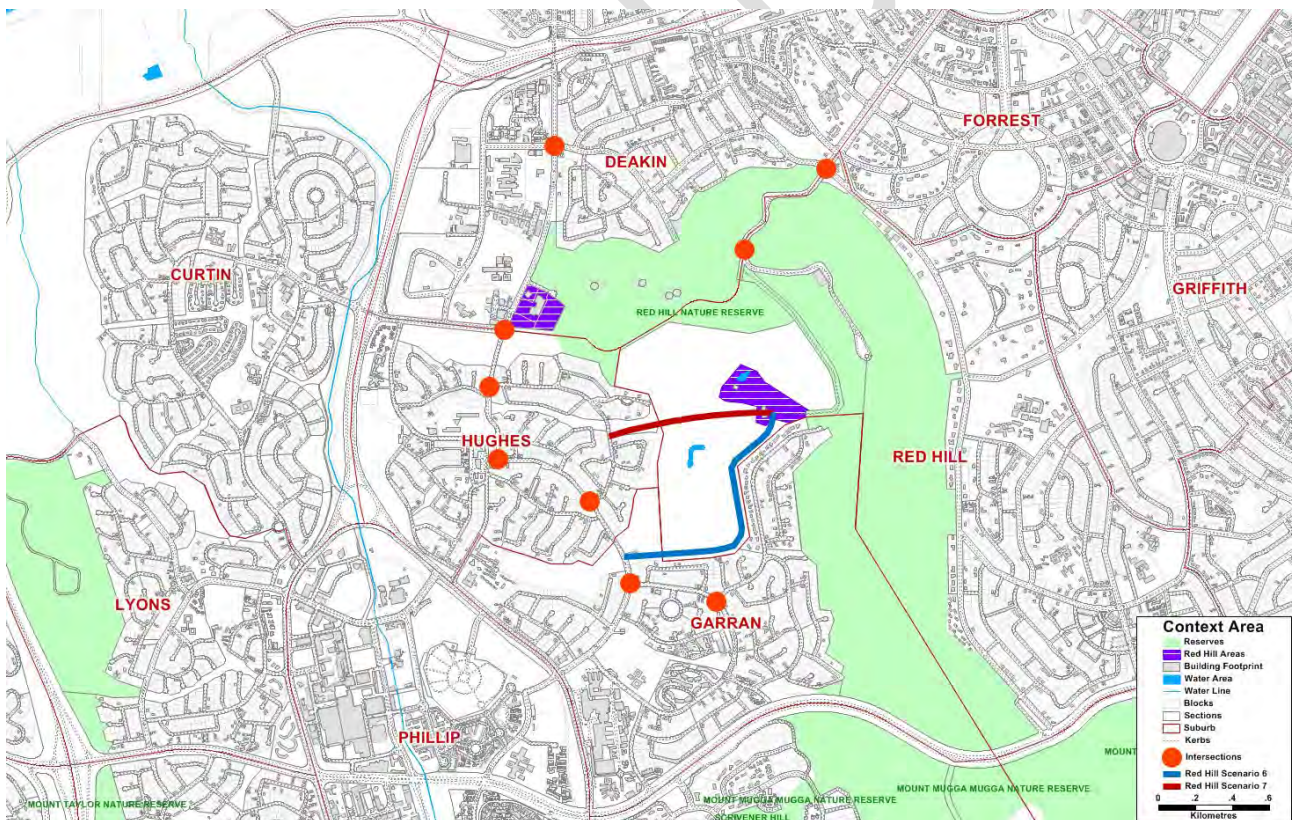 FORREST
DEAKIN
CURTIN
GRIFFITH
RED HILL NATURE RESERVE
HUGHES
RED HILL
LYONS
GARRAN
PHILLIP
MOUNT
MOUNT TAYLOR NATURE RESERVE
MOUNT MUGGA MUGGA NATURE RESERVE
MOUNT MUGGA MUGGA NATURE RESERVE
SCRIVENER HILL
Context Area
Reserves
Red Hill Areas
Building Footprint
Water Area
Water Line
Blocks
Sections
Suburb
Kerbs
Intersections
Red Hill Scenario 6
Red Hill Scenario 7
0 .2 .4 .6
Kilometres